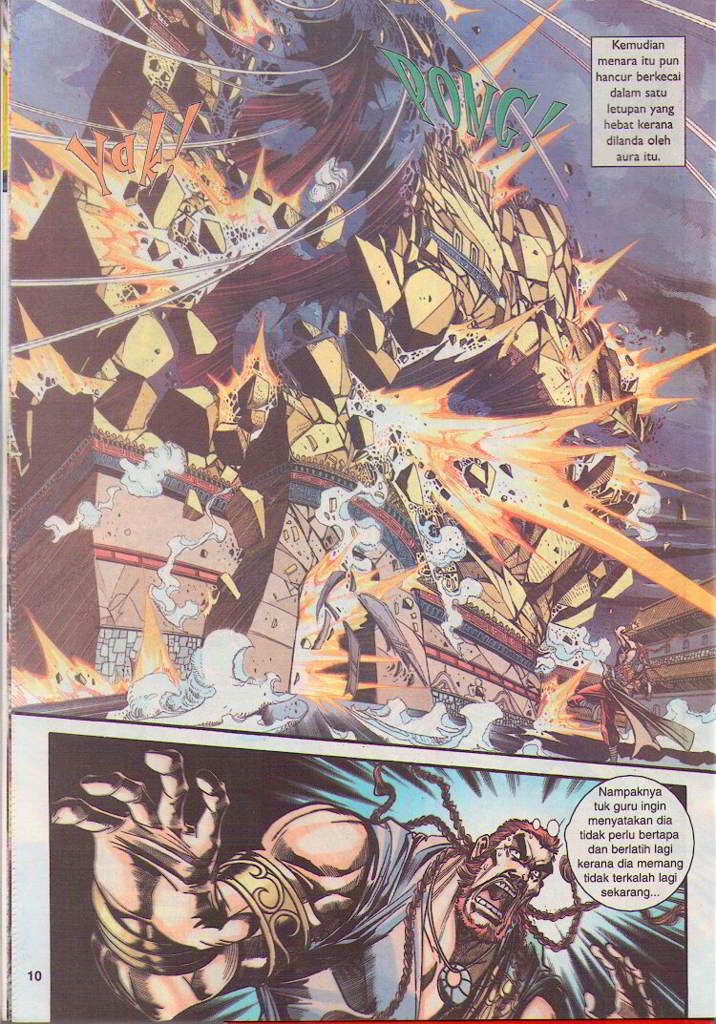 Kemudian
menara itu pun
hancur berkecai
dalam satu
letupan yang
hebat kerana
dilanda oleh
aura itu.
PONG!
Yak!
Nampaknya
tuk guru ingin
menyatakan dia
tidak perlu bertapa
dan berlatih lagi
kerana dia memang
tidak terkalah lagi
sekarang...
10